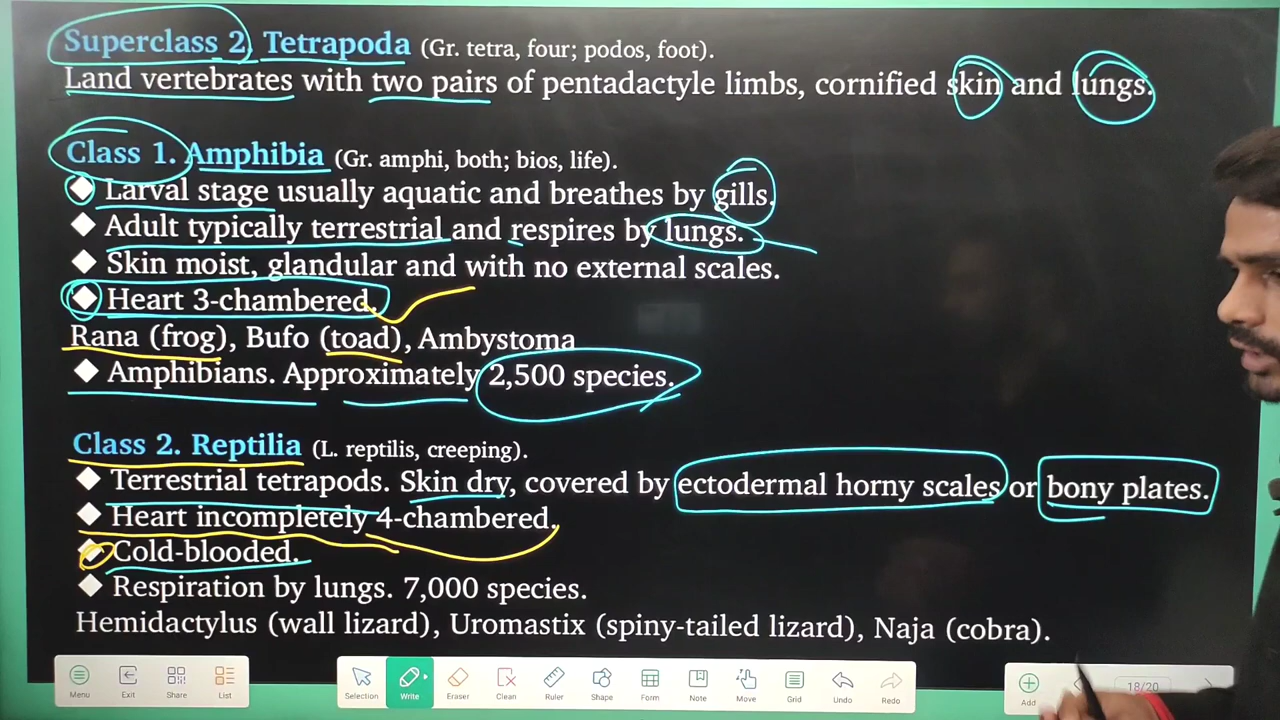 Superclass 2. Tetrapoda (Gr. tetra, four; podos, foot).
Land vertebrates with two pairs of pentadactyle limbs, cornified skin and lungs.
Class 1. Amphibia (Gr. amphi, both; bios, life).
◆ Larval stage usually aquatic and breathes by gills.
◆ Adult typically terrestrial and respires by lungs.
◆ Skin moist, glandular and with no external scales.
◆ Heart 3-chambered.
Rana (frog), Bufo (toad), Ambystoma
◆ Amphibians. Approximately 2,500 species.
Class 2. Reptilia (L. reptilis, creeping).
◆ Terrestrial tetrapods. Skin dry, covered by ectodermal horny scales or bony plates.
◆ Heart incompletely 4-chambered.
◆ Cold-blooded.
◆ Respiration by lungs. 7,000 species.
Hemidactylus (wall lizard), Uromastix (spiny-tailed lizard), Naja (cobra).
Menu Exit Share List Selection Write Eraser Clean Ruler Shape Form Note Move Grid Undo Redo Add 18/20